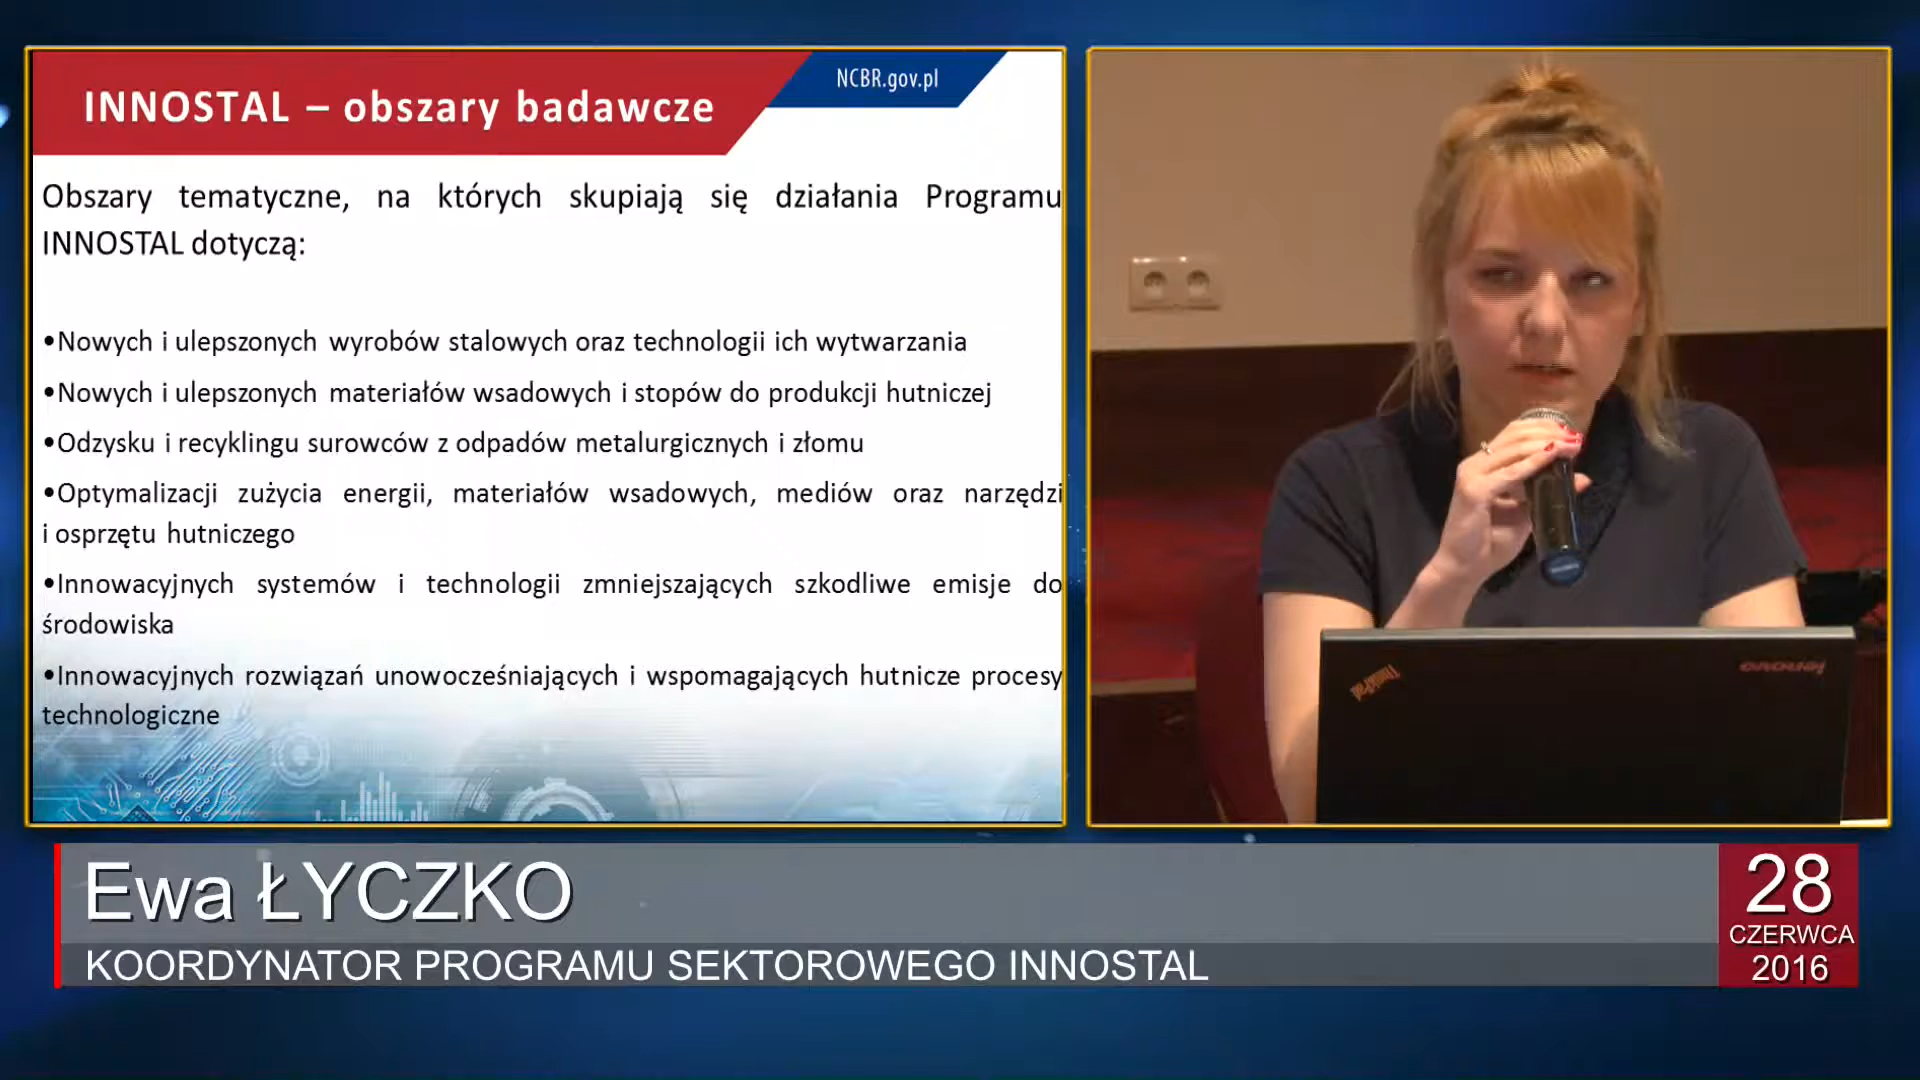 INNOSTAL – obszary badawcze
NCBR.gov.pl
Obszary tematyczne, na których skupiają się działania Programu
INNOSTAL dotyczą:
•Nowych i ulepszonych wyrobów stalowych oraz technologii ich wytwarzania
•Nowych i ulepszonych materiałów wsadowych i stopów do produkcji hutniczej
•Odzysku i recyklingu surowców z odpadów metalurgicznych i złomu
•Optymalizacji zużycia energii, materiałów wsadowych, mediów oraz narzędzi
i osprzętu hutniczego
•Innowacyjnych systemów i technologii zmniejszających szkodliwe emisje do
środowiska
•Innowacyjnych rozwiązań unowocześniających i wspomagających hutnicze procesy
technologiczne
ThinkPad
lenovo
Ewa ŁYCZKO
KOORDYNATOR PROGRAMU SEKTOROWEGO INNOSTAL
28
CZERWCA
2016